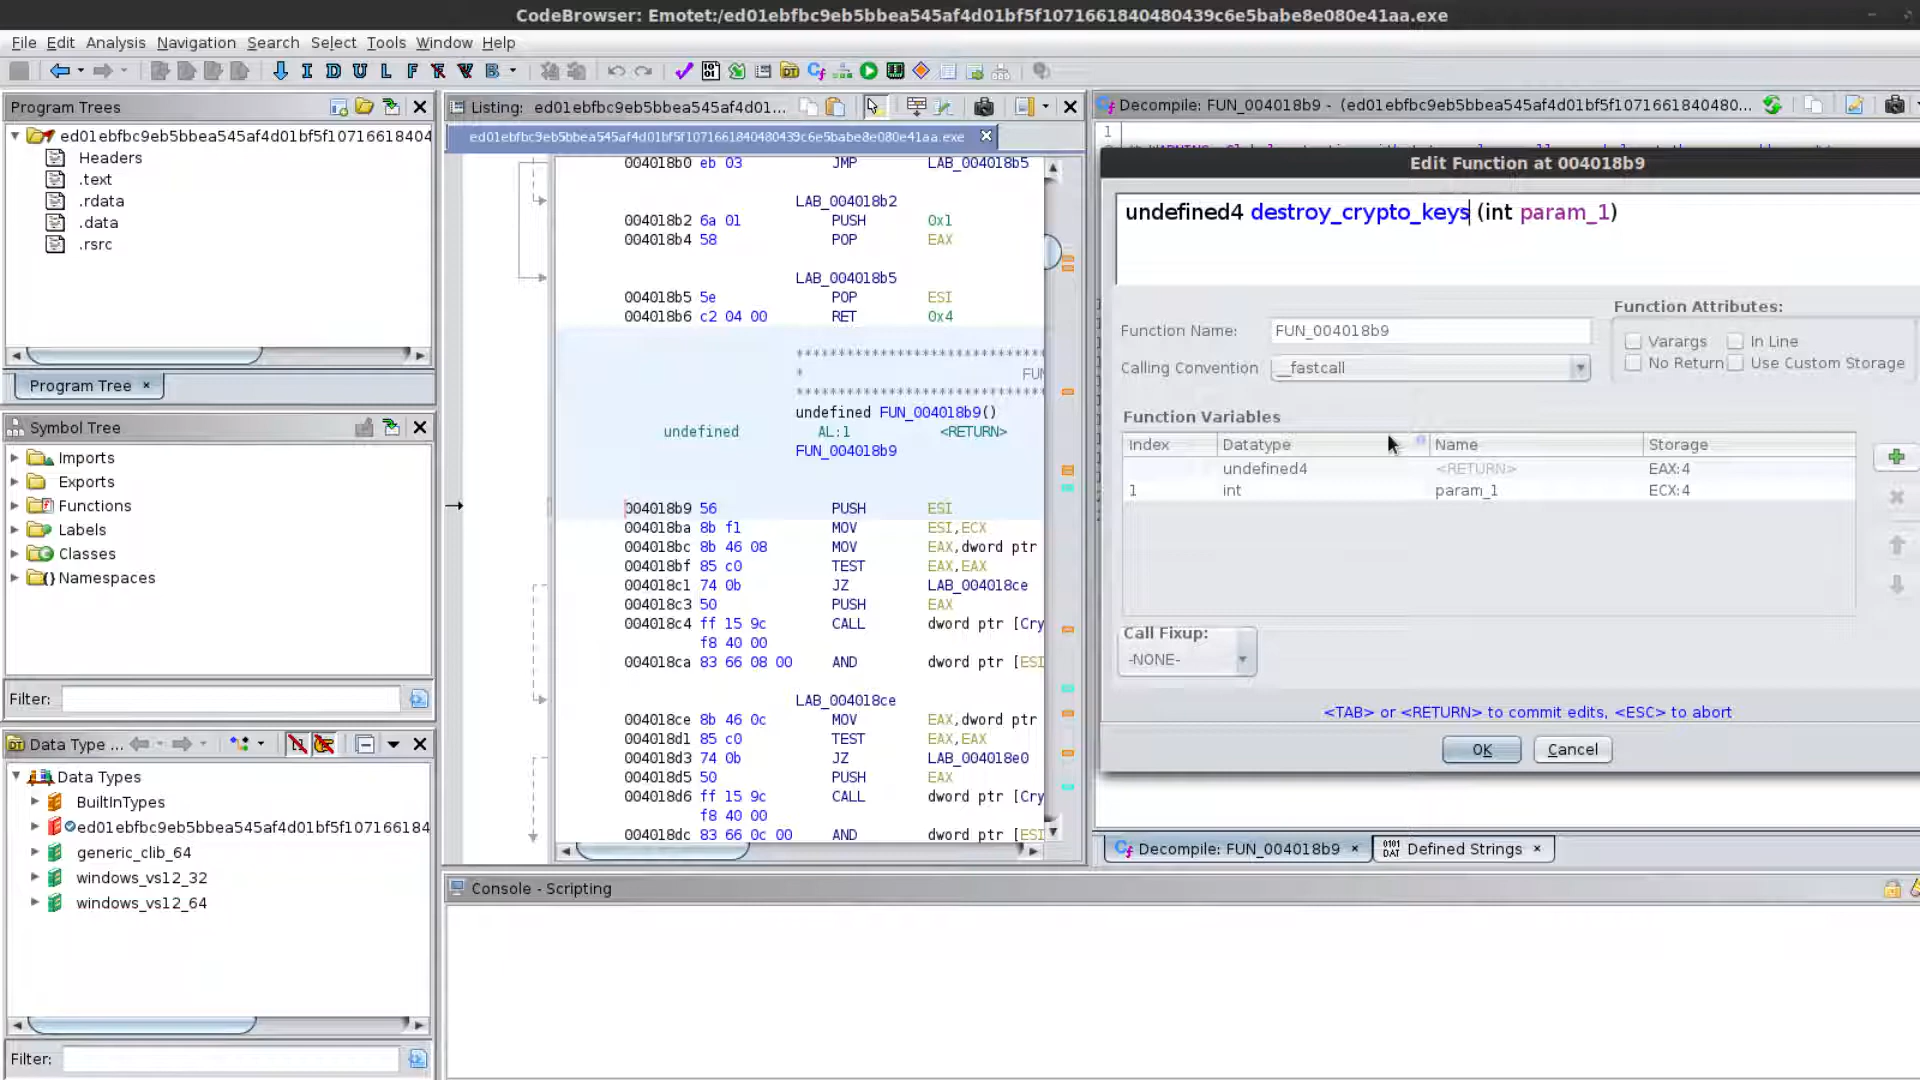 CodeBrowser: Emotet:/ed01ebfbc9eb5bbea545af4d01bf5f1071661840480439c6e5babe8e080e41aa.exe
File Edit Analysis Navigation Search Select Tools Window Help
I D U L F B
Program Trees
ed01ebfbc9eb5bbea545af4d01bf5f10716618404
Headers
.text
.rdata
.data
.rsrc
Program Tree ×
Symbol Tree
Imports
Exports
Functions
Labels
Classes
Namespaces
Filter:
Data Type ...
Data Types
BuiltInTypes
ed01ebfbc9eb5bbea545af4d01bf5f107166184
generic_clib_64
windows_vs12_32
windows_vs12_64
Filter:
Listing: ed01ebfbc9eb5bbea545af4d01...
ed01ebfbc9eb5bbea545af4d01bf5f1071661840480439c6e5babe8e080e41aa.exe
004018b0 eb 03 JMP LAB_004018b5
LAB_004018b2
004018b2 6a 01 PUSH 0x1
004018b4 58 POP EAX
LAB_004018b5
004018b5 5e POP ESI
004018b6 c2 04 00 RET 0x4
******************************
* FUN
******************************
undefined FUN_004018b9()
undefined AL:1 <RETURN>
FUN_004018b9
004018b9 56 PUSH ESI
004018ba 8b f1 MOV ESI,ECX
004018bc 8b 46 08 MOV EAX,dword ptr
004018bf 85 c0 TEST EAX,EAX
004018c1 74 0b JZ LAB_004018ce
004018c3 50 PUSH EAX
004018c4 ff 15 9c CALL dword ptr [Cry
f8 40 00
004018ca 83 66 08 00 AND dword ptr [ESI
LAB_004018ce
004018ce 8b 46 0c MOV EAX,dword ptr
004018d1 85 c0 TEST EAX,EAX
004018d3 74 0b JZ LAB_004018e0
004018d5 50 PUSH EAX
004018d6 ff 15 9c CALL dword ptr [Cry
f8 40 00
004018dc 83 66 0c 00 AND dword ptr [ESI
Decompile: FUN_004018b9 - (ed01ebfbc9eb5bbea545af4d01bf5f1071661840480...
1
Edit Function at 004018b9
undefined4 destroy_crypto_keys (int param_1)
Function Name: FUN_004018b9
Calling Convention __fastcall
Function Attributes:
Varargs In Line
No Return Use Custom Storage
Function Variables
Index Datatype Name Storage
undefined4 <RETURN> EAX:4
1 int param_1 ECX:4
Call Fixup:
-NONE-
<TAB> or <RETURN> to commit edits, <ESC> to abort
OK Cancel
Decompile: FUN_004018b9 × Defined Strings ×
Console - Scripting